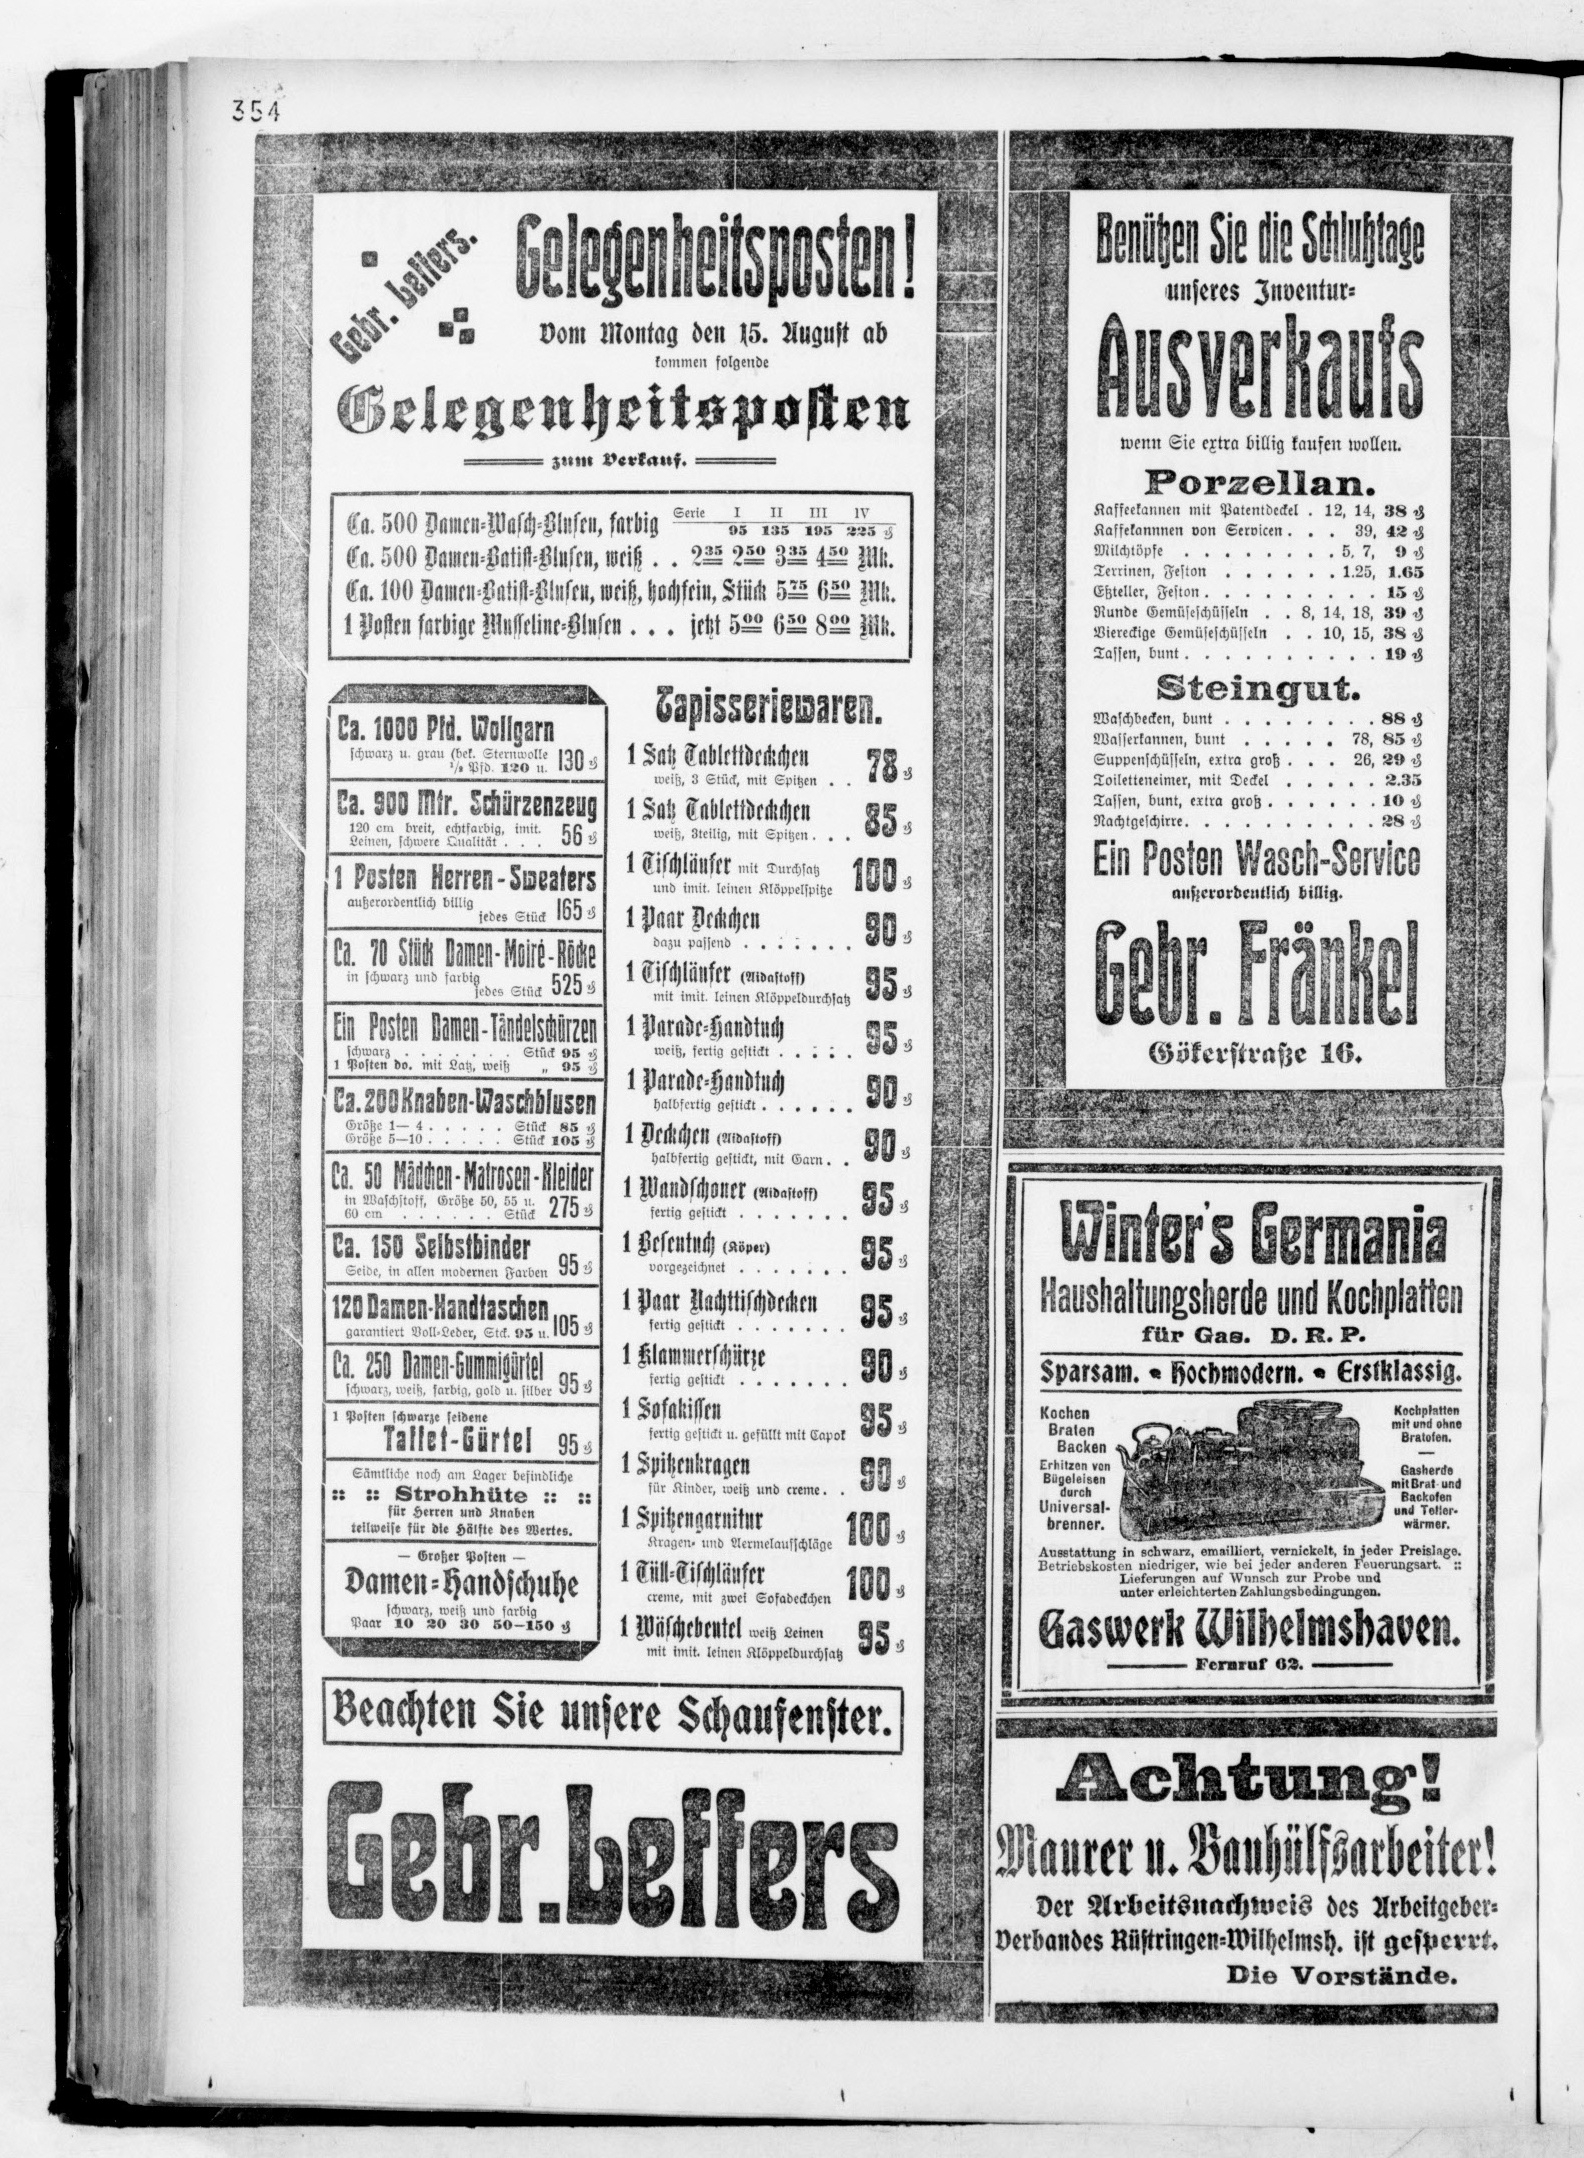 354
Gebr. Leffers.
Gelegenheitsposten!
Vom Montag den 15. August ab
kommen folgende
Gelegenheitsposten
zum Verkauf.
Ca. 500 Damen-Wasch-Blusen, farbig Serie I II III IV
95 135 195 225 ₰
Ca. 500 Damen-Batist-Blusen, weiß . . 235 250 335 450 Mk.
Ca. 100 Damen-Batist-Blusen, weiß, hochfein, Stück 575 650 Mk.
1 Posten farbige Musseline-Blusen . . . jetzt 500 650 800 Mk.
Ca. 1000 Pfd. Wollgarn
schwarz u. grau (bek. Sternwolle
1/2 Pfd. 120 u. 130 ₰
Ca. 900 Mtr. Schürzenzeug
120 cm breit, echtfarbig, imit.
Leinen, schwere Qualität . . . 56 ₰
1 Posten Herren-Sweaters
außerordentlich billig
jedes Stück 165 ₰
Ca. 70 Stück Damen-Moiré-Röcke
in schwarz und farbig
jedes Stück 525 ₰
Ein Posten Damen-Tändelschürzen
schwarz . . . . . . . Stück 95 ₰
1 Posten do. mit Latz, weiß „ 95 ₰
Ca. 200 Knaben-Waschblusen
Größe 1— 4 . . . . . Stück 85 ₰
Größe 5—10 . . . . . Stück 105 ₰
Ca. 50 Mädchen-Matrosen-Kleider
in Waschstoff, Größe 50, 55 u.
60 cm . . . . . . Stück 275 ₰
Ca. 150 Selbstbinder
Seide, in allen modernen Farben 95 ₰
120 Damen-Handtaschen
garantiert Voll-Leder, Stck. 95 u. 105 ₰
Ca. 250 Damen-Gummigürtel
schwarz, weiß, farbig, gold u. silber 95 ₰
1 Posten schwarze seidene
Taffet-Gürtel 95 ₰
Sämtliche noch am Lager befindliche
:: :: Strohhüte :: ::
für Herren und Knaben
teilweise für die Hälfte des Wertes.
— Großer Posten —
Damen-Handschuhe
schwarz, weiß und farbig
Paar 10 20 30 50—150 ₰
Tapisseriewaren.
1 Satz Tablettdeckchen
weiß, 3 Stück, mit Spitzen . . 78 ₰
1 Satz Tablettdeckchen
weiß, 3teilig, mit Spitzen . . . 85 ₰
1 Tischläufer mit Durchsatz
und imit. leinen Klöppelspitze 100 ₰
1 Paar Deckchen
dazu passend . . . . . . . 90 ₰
1 Tischläufer (Aidastoff)
mit imit. leinen Klöppeldurchsatz 95 ₰
1 Parade-Handtuch
weiß, fertig gestickt . . . . . 95 ₰
1 Parade-Handtuch
halbfertig gestickt . . . . . . 90 ₰
1 Deckchen (Aidastoff)
halbfertig gestickt, mit Garn . . 90 ₰
1 Wandschoner (Aidastoff)
fertig gestickt . . . . . . . 95 ₰
1 Besentuch (Köper)
vorgezeichnet . . . . . . . 95 ₰
1 Paar Nachttischdecken
fertig gestickt . . . . . . . 95 ₰
1 Klammerschürze
fertig gestickt . . . . . . . 90 ₰
1 Sofakissen
fertig gestickt u. gefüllt mit Capok 95 ₰
1 Spitzenkragen
für Kinder, weiß und creme . . 90 ₰
1 Spitzengarnitur
Kragen- und Aermelaufschläge 100 ₰
1 Tüll-Tischläufer
creme, mit zwei Sofadeckchen 100 ₰
1 Wäschebeutel weiß Leinen
mit imit. leinen Klöppeldurchsatz 95 ₰
Beachten Sie unsere Schaufenster.
Gebr. Leffers
Benützen Sie die Schlußtage
unseres Inventur-
Ausverkaufs
wenn Sie extra billig kaufen wollen.
Porzellan.
Kaffeekannen mit Patentdeckel . 12, 14, 38 ₰
Kaffekannnen von Servicen . . . 39, 42 ₰
Milchtöpfe . . . . . . . . 5, 7, 9 ₰
Terrinen, Feston . . . . . . 1.25, 1.65
Eßteller, Feston . . . . . . . . . 15 ₰
Runde Gemüseschüsseln . . 8, 14, 18, 39 ₰
Viereckige Gemüseschüsseln . . 10, 15, 38 ₰
Tassen, bunt . . . . . . . . . . 19 ₰
Steingut.
Waschbecken, bunt . . . . . . . . 88 ₰
Wasserkannen, bunt . . . . . 78, 85 ₰
Suppenschüsseln, extra groß . . . 26, 29 ₰
Toiletteneimer, mit Deckel . . . . . 2.35
Tassen, bunt, extra groß . . . . . . 10 ₰
Nachtgeschirre . . . . . . . . . . 28 ₰
Ein Posten Wasch-Service
außerordentlich billig.
Gebr. Fränkel
Gökerstraße 16.
Winter's Germania
Haushaltungsherde und Kochplatten
für Gas. D. R. P.
Sparsam. • Hochmodern. • Erstklassig.
Kochen
Braten
Backen
Erhitzen von
Bügeleisen
durch
Universal-
brenner.
Kochplatten
mit und ohne
Bratofen.
—
Gasherde
mit Brat- und
Backofen
und Teller-
wärmer.
Ausstattung in schwarz, emailliert, vernickelt, in jeder Preislage.
Betriebskosten niedriger, wie bei jeder anderen Feuerungsart. ::
Lieferungen auf Wunsch zur Probe und
unter erleichterten Zahlungsbedingungen.
Gaswerk Wilhelmshaven.
Fernruf 62.
Achtung!
Maurer u. Bauhülfsarbeiter!
Der Arbeitsnachweis des Arbeitgeber-
Verbandes Rüstringen-Wilhelmsh. ist gesperrt.
Die Vorstände.